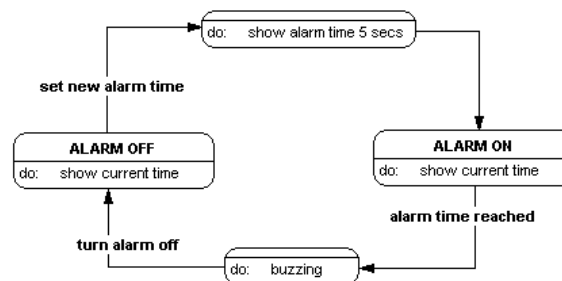 do: show alarm time 5 secs
set new alarm time
ALARM OFF
do: show current time
ALARM ON
do: show current time
alarm time reached
turn alarm off
do: buzzing